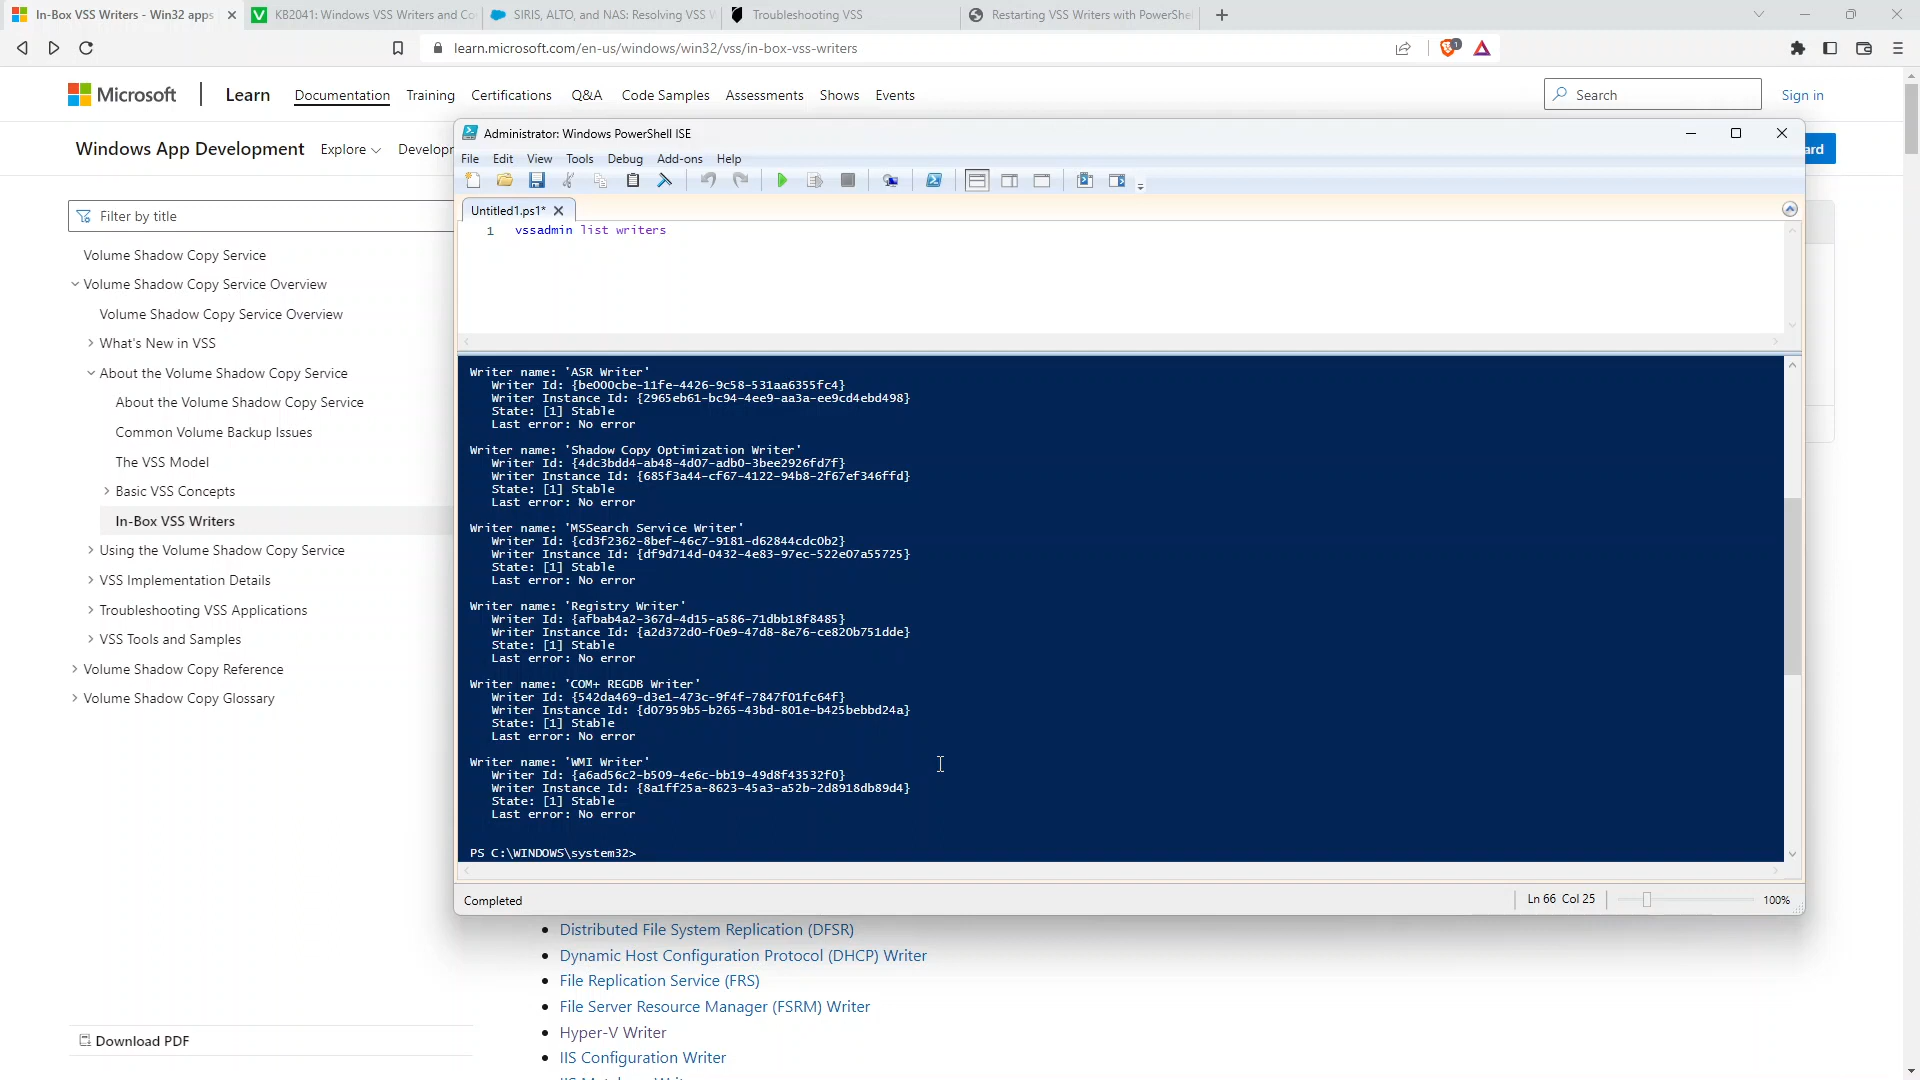 In-Box VSS Writers - Win32 apps
KB2041: Windows VSS Writers and Co
SIRIS, ALTO, and NAS: Resolving VSS
Troubleshooting VSS
Restarting VSS Writers with PowerShel
learn.microsoft.com/en-us/windows/win32/vss/in-box-vss-writers
1
Microsoft
Learn
Documentation
Training
Certifications
Q&A
Code Samples
Assessments
Shows
Events
Search
Sign in
Windows App Development
Explore
Developr
ard
Filter by title
Volume Shadow Copy Service
Volume Shadow Copy Service Overview
Volume Shadow Copy Service Overview
What's New in VSS
About the Volume Shadow Copy Service
About the Volume Shadow Copy Service
Common Volume Backup Issues
The VSS Model
Basic VSS Concepts
In-Box VSS Writers
Using the Volume Shadow Copy Service
VSS Implementation Details
Troubleshooting VSS Applications
VSS Tools and Samples
Volume Shadow Copy Reference
Volume Shadow Copy Glossary
Download PDF
Administrator: Windows PowerShell ISE
File Edit View Tools Debug Add-ons Help
Untitled1.ps1*
1 vssadmin list writers
Writer name: 'ASR Writer'
Writer Id: {be000cbe-11fe-4426-9c58-531aa6355fc4}
Writer Instance Id: {2965eb61-bc94-4ee9-aa3a-ee9cd4ebd498}
State: [1] Stable
Last error: No error
Writer name: 'Shadow Copy Optimization Writer'
Writer Id: {4dc3bdd4-ab48-4d07-adb0-3bee2926fd7f}
Writer Instance Id: {685f3a44-cf67-4122-94b8-2f67ef346ffd}
State: [1] Stable
Last error: No error
Writer name: 'MSSearch Service Writer'
Writer Id: {cd3f2362-8bef-46c7-9181-d62844cdc0b2}
Writer Instance Id: {df9d714d-0432-4e83-97ec-522e07a55725}
State: [1] Stable
Last error: No error
Writer name: 'Registry Writer'
Writer Id: {afbab4a2-367d-4d15-a586-71dbb18f8485}
Writer Instance Id: {a2d372d0-f0e9-47d8-8e76-ce820b751dde}
State: [1] Stable
Last error: No error
Writer name: 'COM+ REGDB Writer'
Writer Id: {542da469-d3e1-473c-9f4f-7847f01fc64f}
Writer Instance Id: {d07959b5-b265-43bd-801e-b425bebbd24a}
State: [1] Stable
Last error: No error
Writer name: 'WMI Writer'
Writer Id: {a6ad56c2-b509-4e6c-bb19-49d8f43532f0}
Writer Instance Id: {8a1ff25a-8623-45a3-a52b-2d8918db89d4}
State: [1] Stable
Last error: No error
PS C:\WINDOWS\system32>
Completed
Ln 66 Col 25
100%
Distributed File System Replication (DFSR)
Dynamic Host Configuration Protocol (DHCP) Writer
File Replication Service (FRS)
File Server Resource Manager (FSRM) Writer
Hyper-V Writer
IIS Configuration Writer